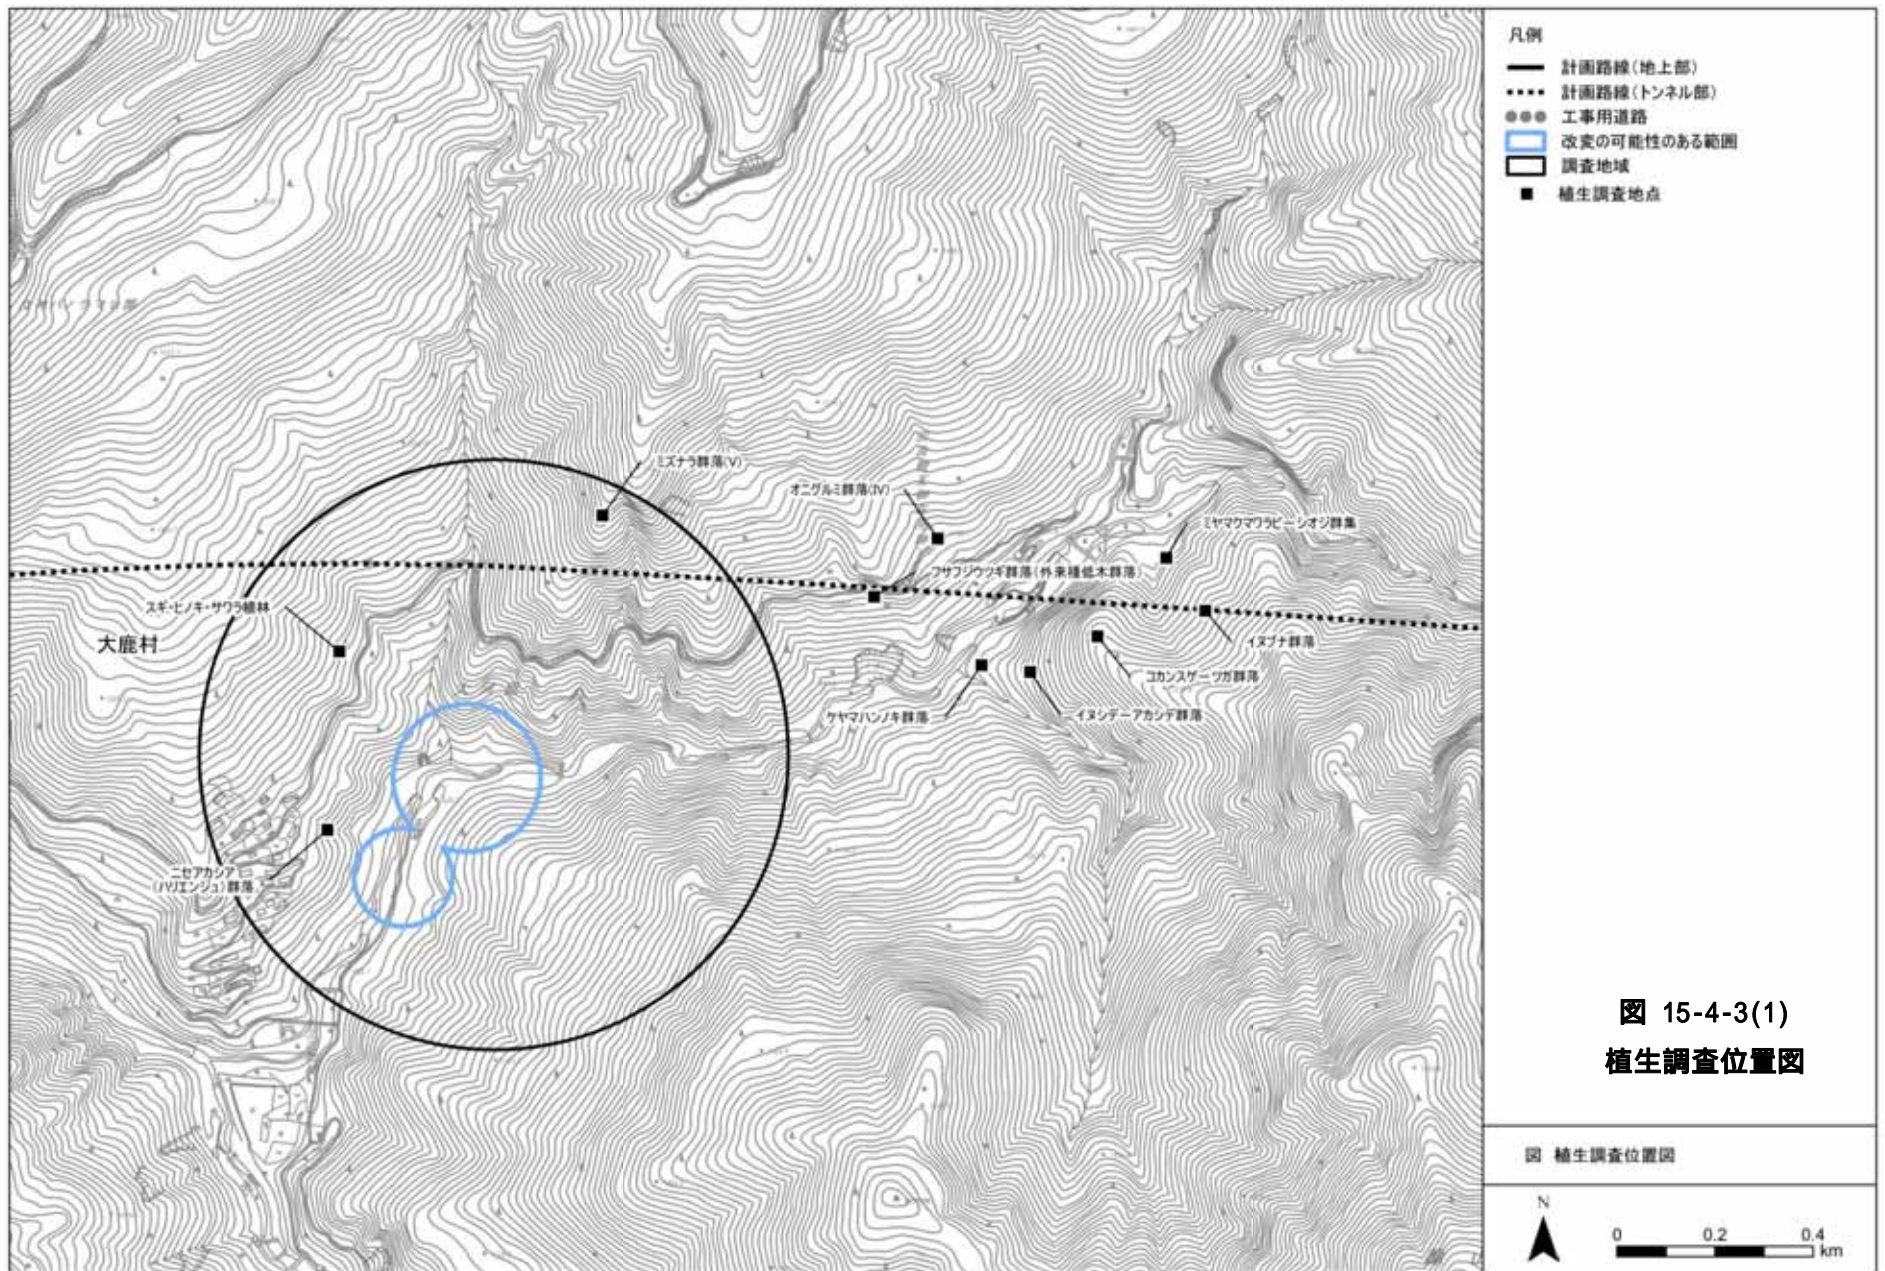 凡例
計画路線(地上部)
計画路線(トンネル部)
工事用道路
改変の可能性のある範囲
調査地域
植生調査地点
ミズナラ群落(V)
オニグルミ群落(IV)
ミヤマクマワラビーシオジ群集
フサフジウツギ群落(外来種低木群落)
スギ・ヒノキ・サワラ植林
大鹿村
イヌブナ群落
コカンスゲーツガ群落
ケヤマハンノキ群落
イヌシデーアカシデ群落
ニセアカシア
(ハリエンジュ)群落
図 15-4-3(1)
植生調査位置図
図 植生調査位置図
N
0 0.2 0.4
km